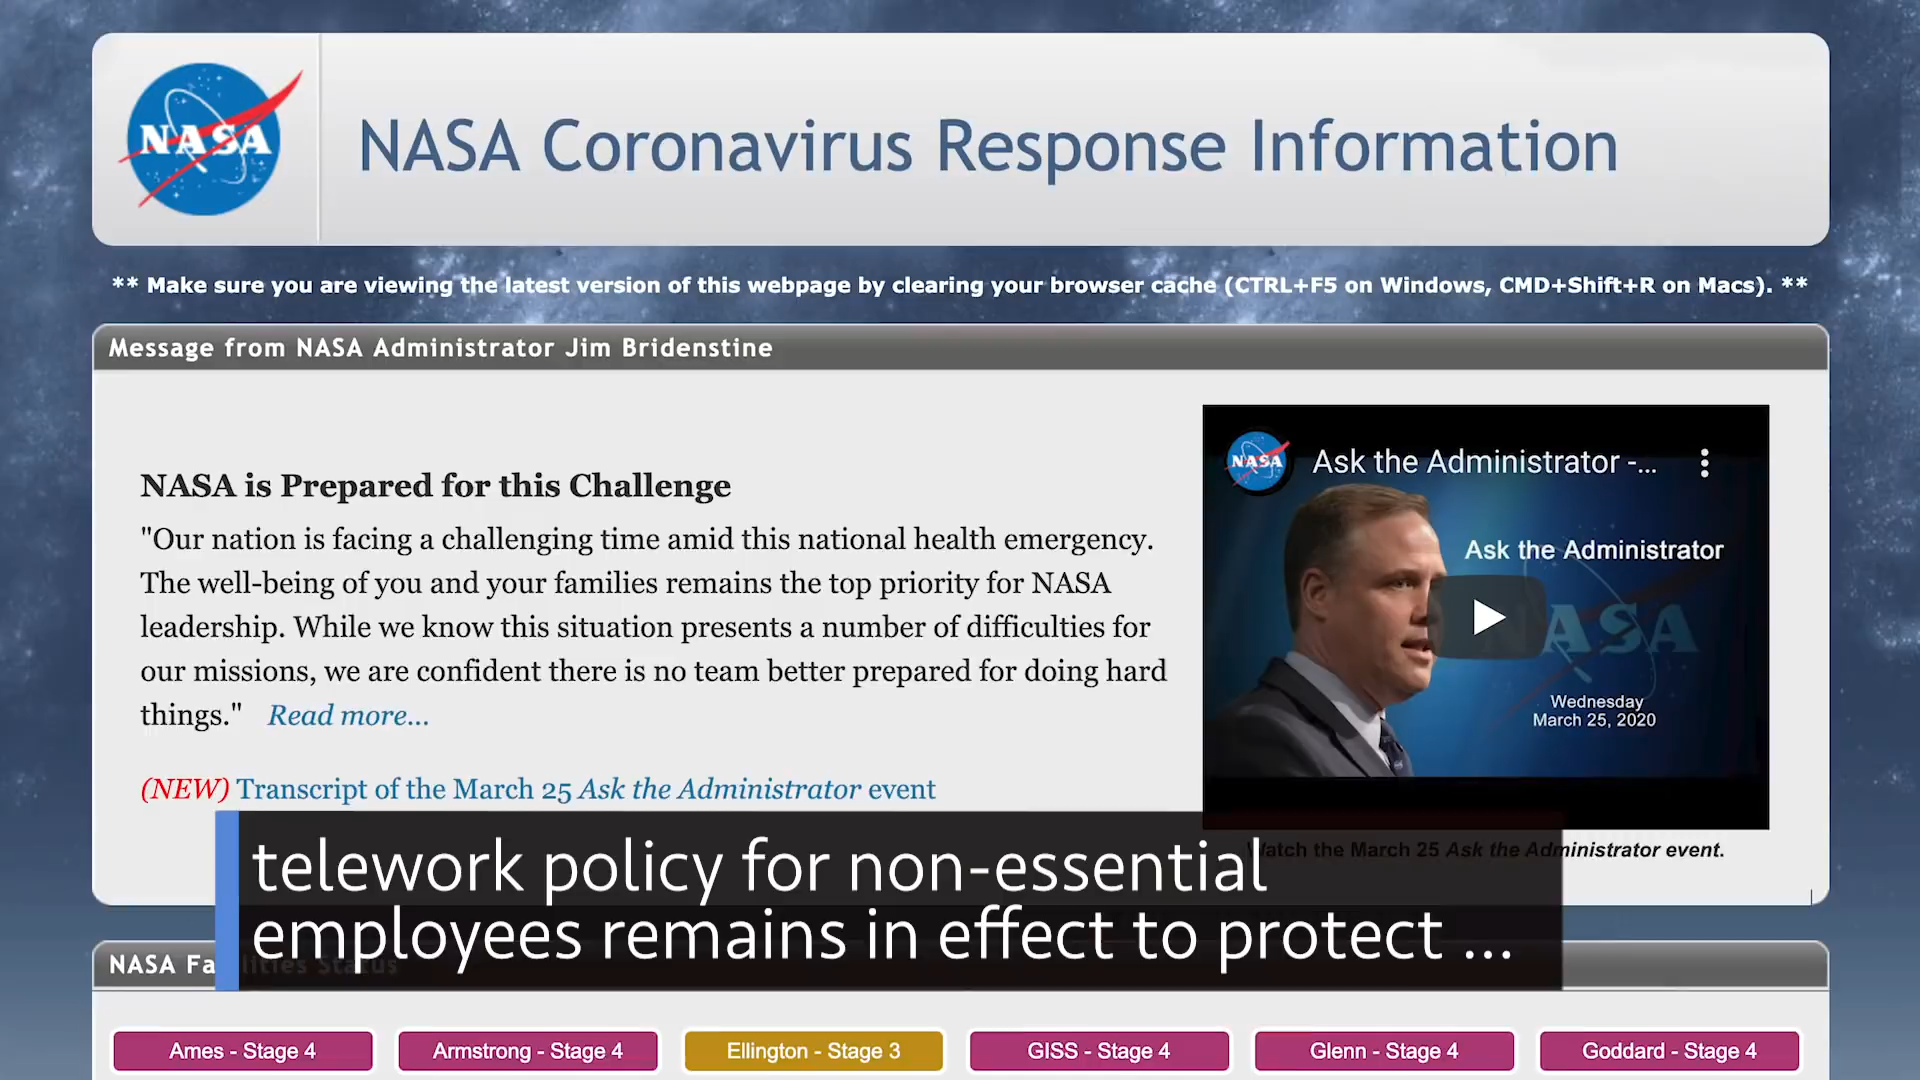 NASA
NASA Coronavirus Response Information
** Make sure you are viewing the latest version of this webpage by clearing your browser cache (CTRL+F5 on Windows, CMD+Shift+R on Macs). **
Message from NASA Administrator Jim Bridenstine
NASA is Prepared for this Challenge
"Our nation is facing a challenging time amid this national health emergency.
The well-being of you and your families remains the top priority for NASA
leadership. While we know this situation presents a number of difficulties for
our missions, we are confident there is no team better prepared for doing hard
things." Read more...
(NEW) Transcript of the March 25 Ask the Administrator event
NASA
Ask the Administrator -...
Ask the Administrator
NASA
Wednesday
March 25, 2020
Watch the March 25 Ask the Administrator event.
telework policy for non-essential
employees remains in effect to protect ...
NASA Facilities Status
Ames - Stage 4
Armstrong - Stage 4
Ellington - Stage 3
GISS - Stage 4
Glenn - Stage 4
Goddard - Stage 4